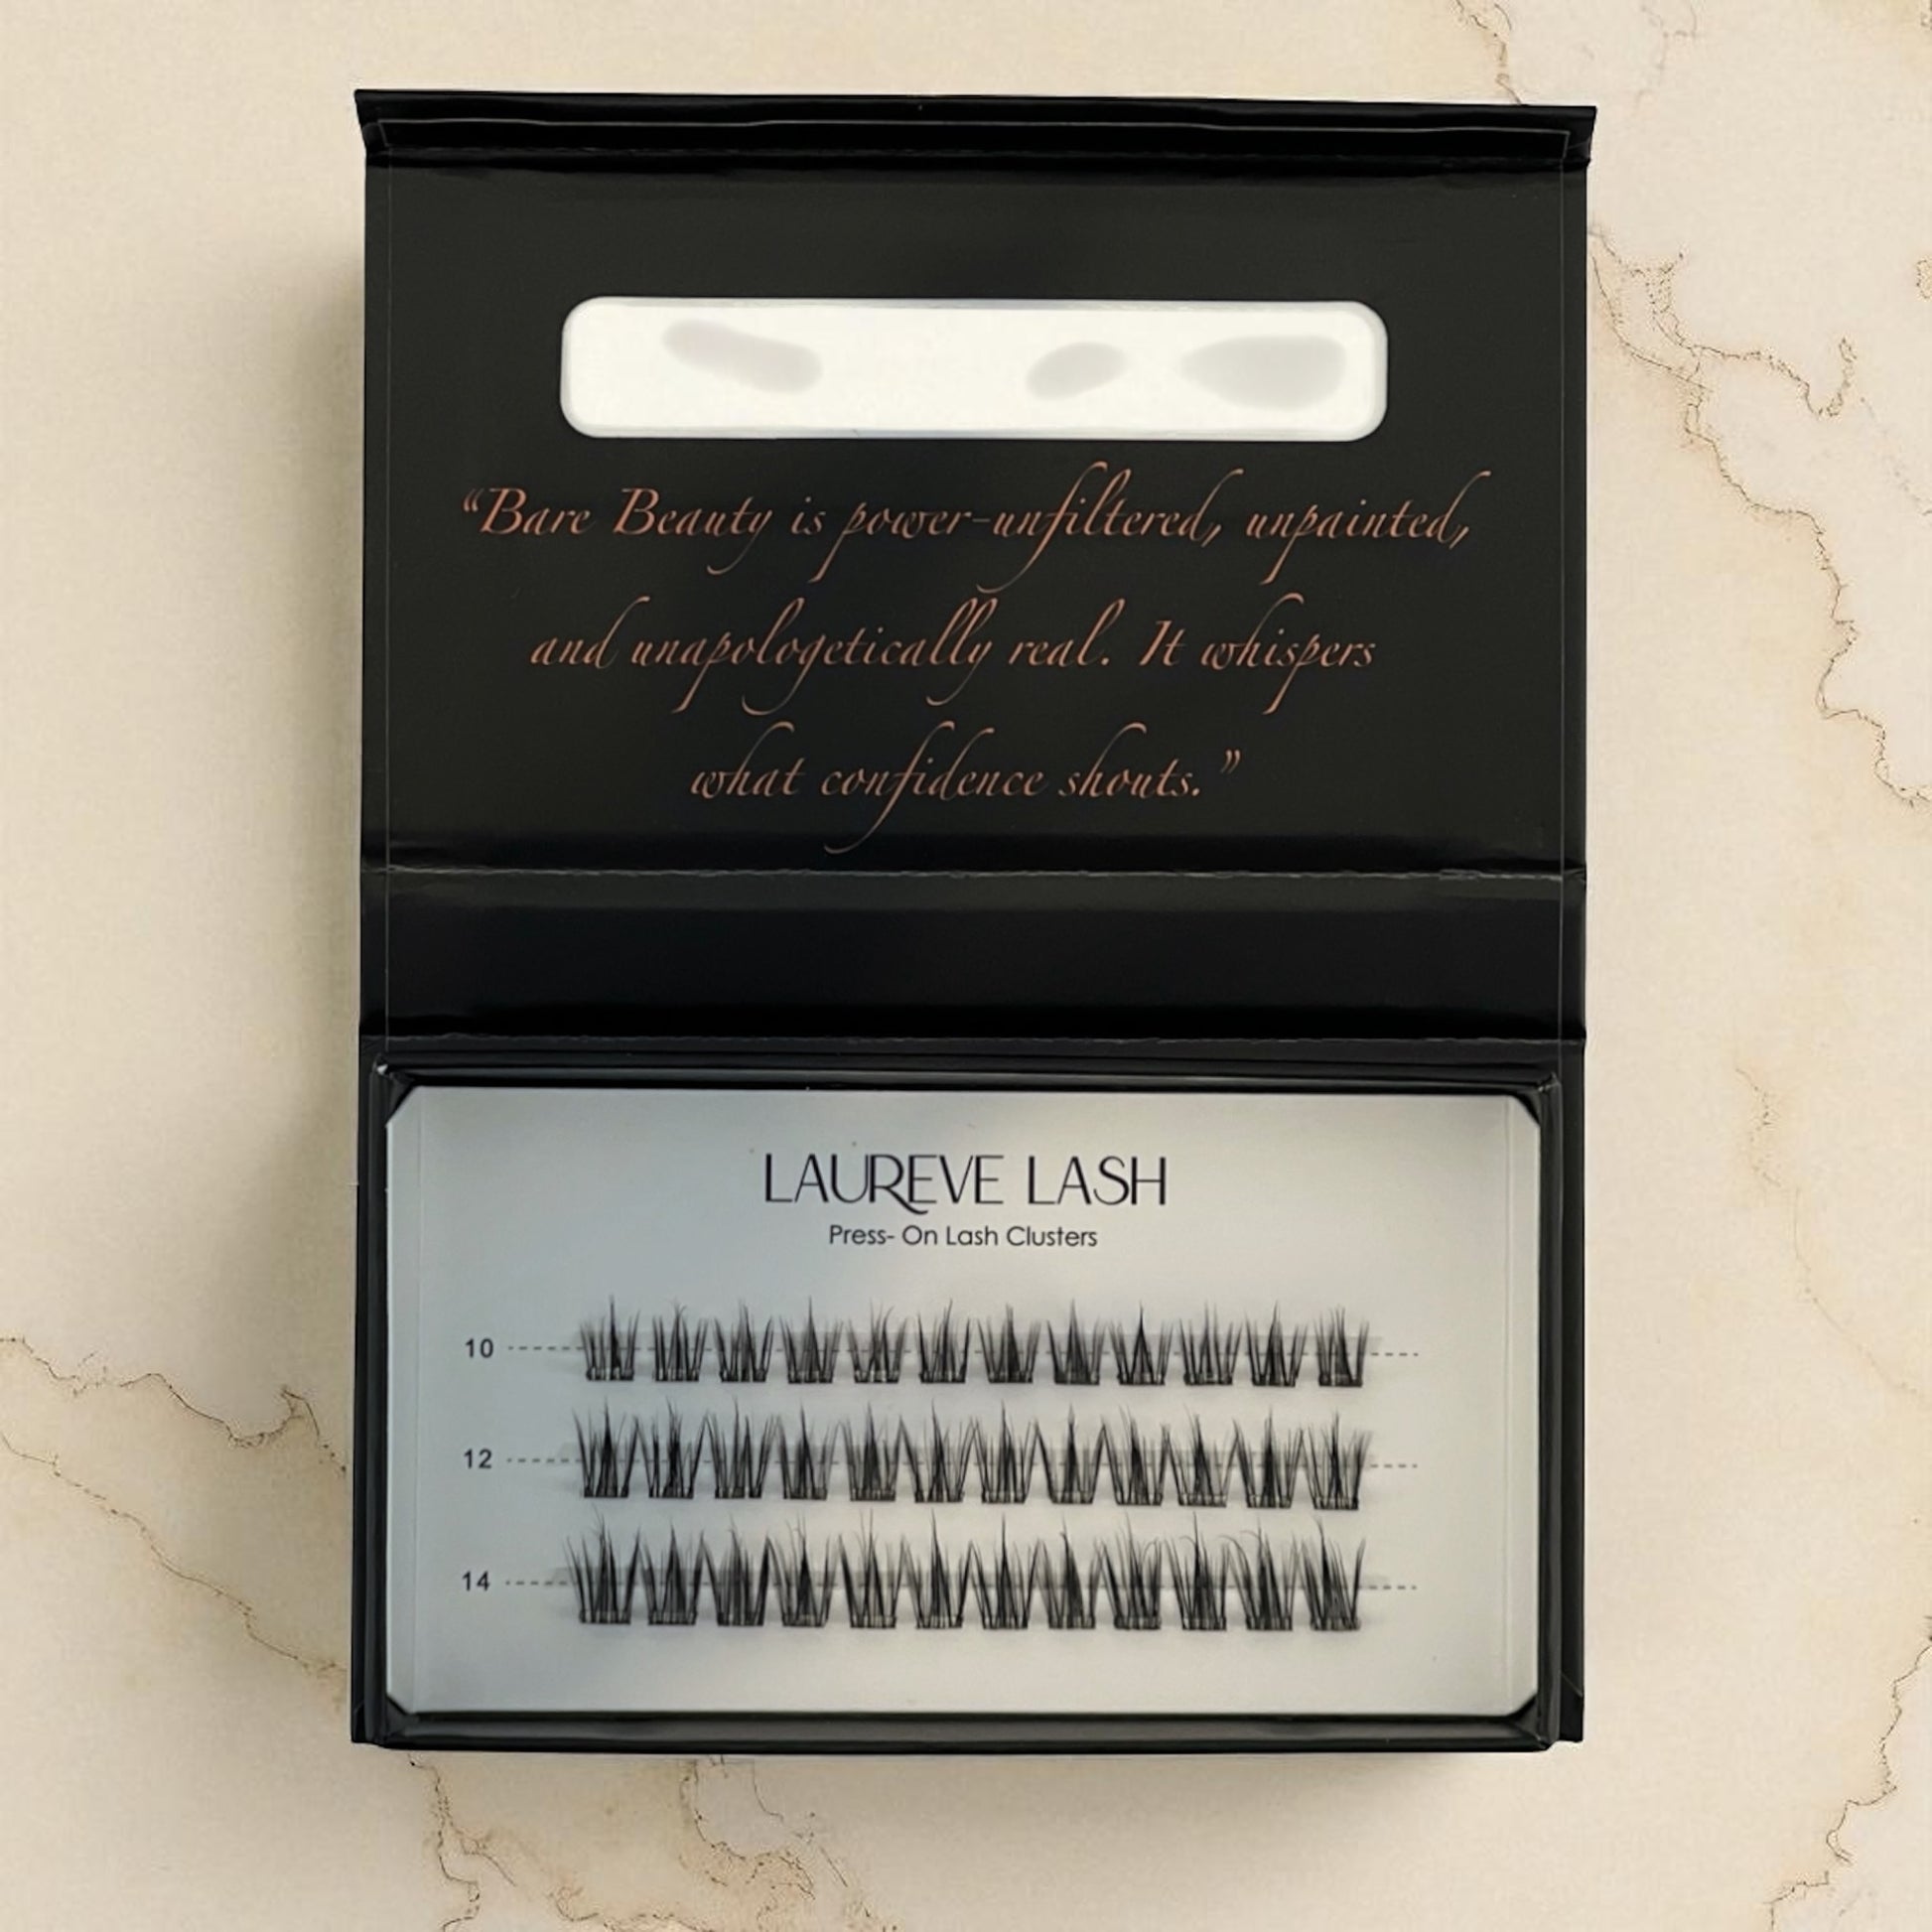 “Bare Beauty is power-unfiltered, unpainted,
and unapologetically real. It whispers
what confidence shouts.”
LAUREVE LASH
Press- On Lash Clusters
10
12
14